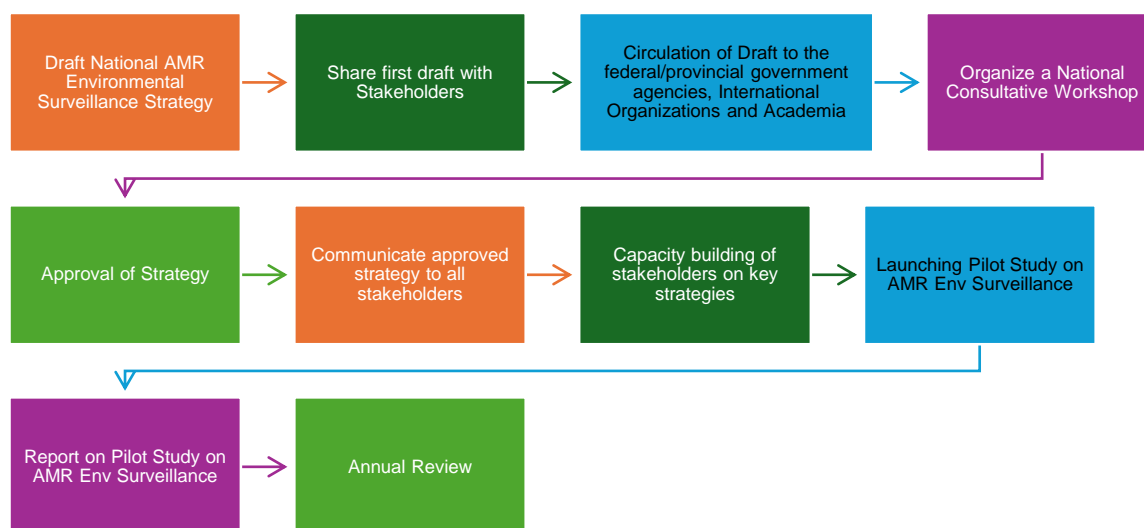 Draft National AMR
Environmental
Surveillance Strategy
Share first draft with
Stakeholders
Circulation of Draft to the
federal/provincial government
agencies, International
Organizations and Academia
Organize a National
Consultative Workshop
Approval of Strategy
Communicate approved
strategy to all
stakeholders
Capacity building of
stakeholders on key
strategies
Launching Pilot Study on
AMR Env Surveillance
Report on Pilot Study on
AMR Env Surveillance
Annual Review